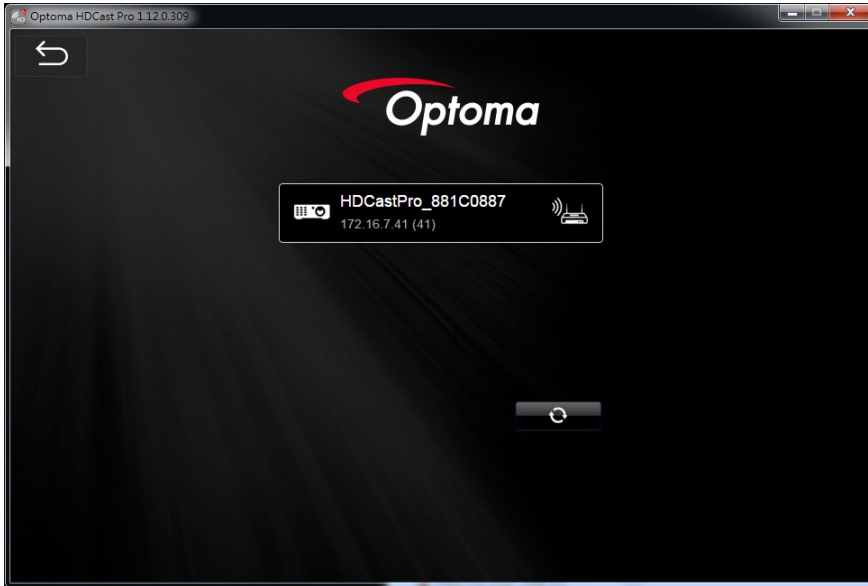 Optoma HDCast Pro 1.12.0.309
Optoma
HDCastPro_881C0887
172.16.7.41 (41)